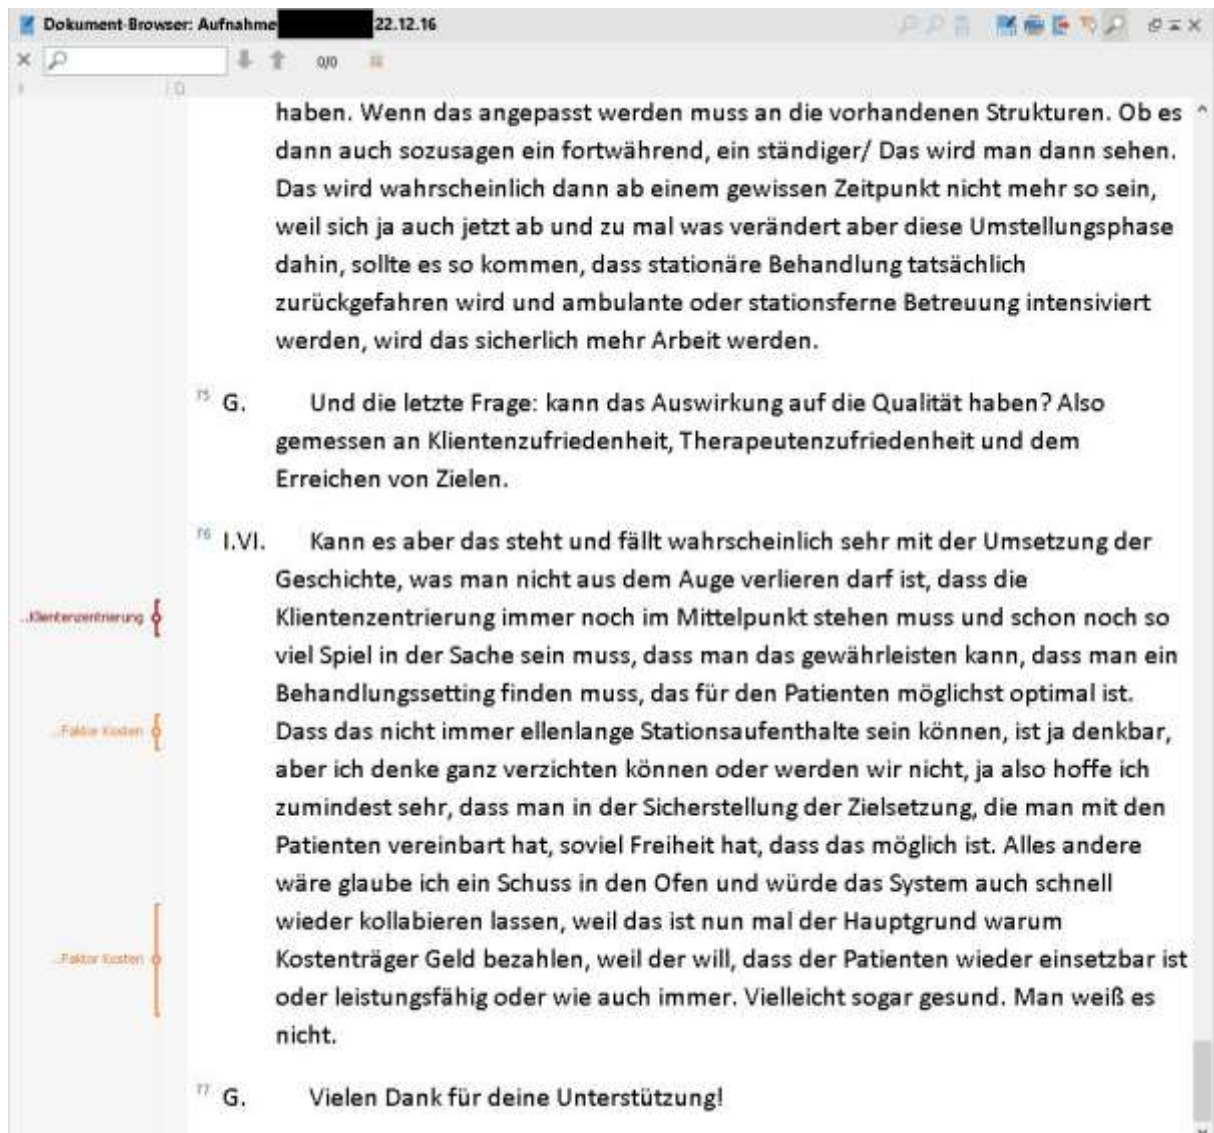 Dokument-Browser: Aufnahme 22.12.16
0/0
0
haben. Wenn das angepasst werden muss an die vorhandenen Strukturen. Ob es
dann auch sozusagen ein fortwährend, ein ständiger/ Das wird man dann sehen.
Das wird wahrscheinlich dann ab einem gewissen Zeitpunkt nicht mehr so sein,
weil sich ja auch jetzt ab und zu mal was verändert aber diese Umstellungsphase
dahin, sollte es so kommen, dass stationäre Behandlung tatsächlich
zurückgefahren wird und ambulante oder stationsferne Betreuung intensiviert
werden, wird das sicherlich mehr Arbeit werden.
75 G. Und die letzte Frage: kann das Auswirkung auf die Qualität haben? Also
gemessen an Klientenzufriedenheit, Therapeutenzufriedenheit und dem
Erreichen von Zielen.
76 I.VI. Kann es aber das steht und fällt wahrscheinlich sehr mit der Umsetzung der
Geschichte, was man nicht aus dem Auge verlieren darf ist, dass die
..Klientenzentrierung Klientenzentrierung immer noch im Mittelpunkt stehen muss und schon noch so
viel Spiel in der Sache sein muss, dass man das gewährleisten kann, dass man ein
Behandlungssetting finden muss, das für den Patienten möglichst optimal ist.
..Faktor Kosten Dass das nicht immer ellenlange Stationsaufenthalte sein können, ist ja denkbar,
aber ich denke ganz verzichten können oder werden wir nicht, ja also hoffe ich
zumindest sehr, dass man in der Sicherstellung der Zielsetzung, die man mit den
Patienten vereinbart hat, soviel Freiheit hat, dass das möglich ist. Alles andere
wäre glaube ich ein Schuss in den Ofen und würde das System auch schnell
wieder kollabieren lassen, weil das ist nun mal der Hauptgrund warum
..Faktor Kosten Kostenträger Geld bezahlen, weil der will, dass der Patienten wieder einsetzbar ist
oder leistungsfähig oder wie auch immer. Vielleicht sogar gesund. Man weiß es
nicht.
77 G. Vielen Dank für deine Unterstützung!